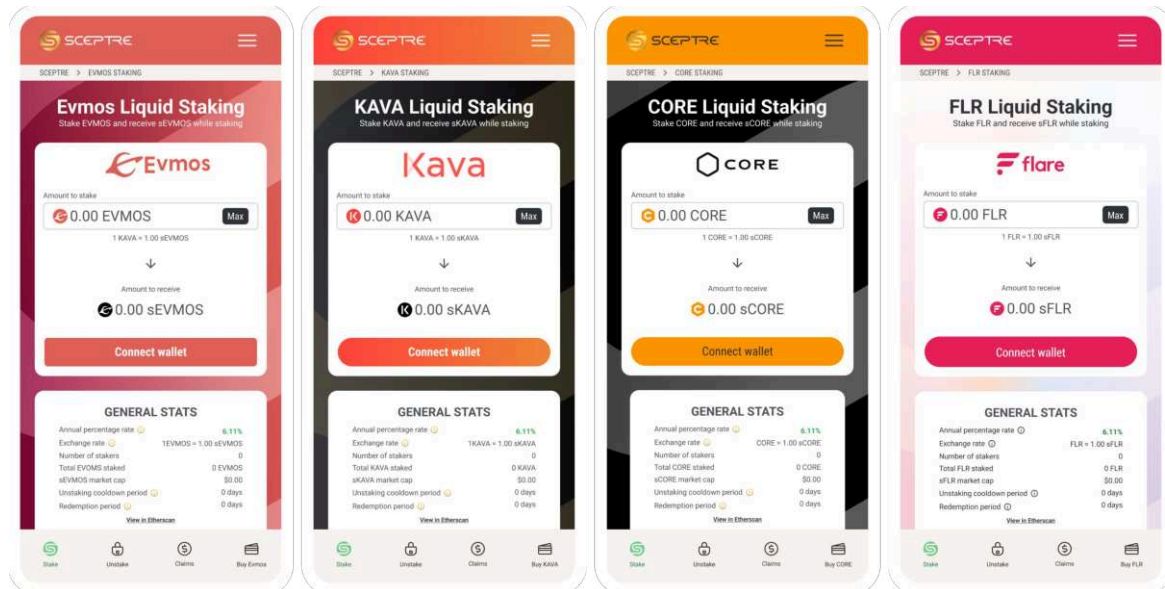 SCEPTRE
SCEPTRE > EVMOS STAKING
Evmos Liquid Staking
Stake EVMOS and receive sEVMOS while staking
Evmos
Amount to stake
0.00 EVMOS Max
1 KAVA = 1.00 sEVMOS
Amount to receive
0.00 sEVMOS
Connect wallet
GENERAL STATS
Annual percentage rate 6.11%
Exchange rate 1EVMOS = 1.00 sEVMOS
Number of stakers 0
Total EVOMS staked 0 EVMOS
sEVMOS market cap $0.00
Unstaking cooldown period 0 days
Redemption period 0 days
View in Etherscan
Stake Unstake Claims Buy Evmos
SCEPTRE
SCEPTRE > KAVA STAKING
KAVA Liquid Staking
Stake KAVA and receive sKAVA while staking
Kava
Amount to stake
0.00 KAVA Max
1 KAVA = 1.00 sKAVA
Amount to receive
0.00 sKAVA
Connect wallet
GENERAL STATS
Annual percentage rate 6.11%
Exchange rate 1KAVA = 1.00 sKAVA
Number of stakers 0
Total KAVA staked 0 KAVA
sKAVA market cap $0.00
Unstaking cooldown period 0 days
Redemption period 0 days
View in Etherscan
Stake Unstake Claims Buy KAVA
SCEPTRE
SCEPTRE > CORE STAKING
CORE Liquid Staking
Stake CORE and receive sCORE while staking
CORE
Amount to stake
0.00 CORE Max
1 CORE = 1.00 sCORE
Amount to receive
0.00 sCORE
Connect wallet
GENERAL STATS
Annual percentage rate 6.11%
Exchange rate CORE = 1.00 sCORE
Number of stakers 0
Total CORE staked 0 CORE
sCORE market cap $0.00
Unstaking cooldown period 0 days
Redemption period 0 days
View in Etherscan
Stake Unstake Claims Buy CORE
SCEPTRE
SCEPTRE > FLR STAKING
FLR Liquid Staking
Stake FLR and receive sFLR while staking
flare
Amount to stake
0.00 FLR Max
1 FLR = 1.00 sFLR
Amount to receive
0.00 sFLR
Connect wallet
GENERAL STATS
Annual percentage rate 6.11%
Exchange rate FLR = 1.00 sFLR
Number of stakers 0
Total FLR staked 0 FLR
sFLR market cap $0.00
Unstaking cooldown period 0 days
Redemption period 0 days
View in Etherscan
Stake Unstake Claims Buy FLR